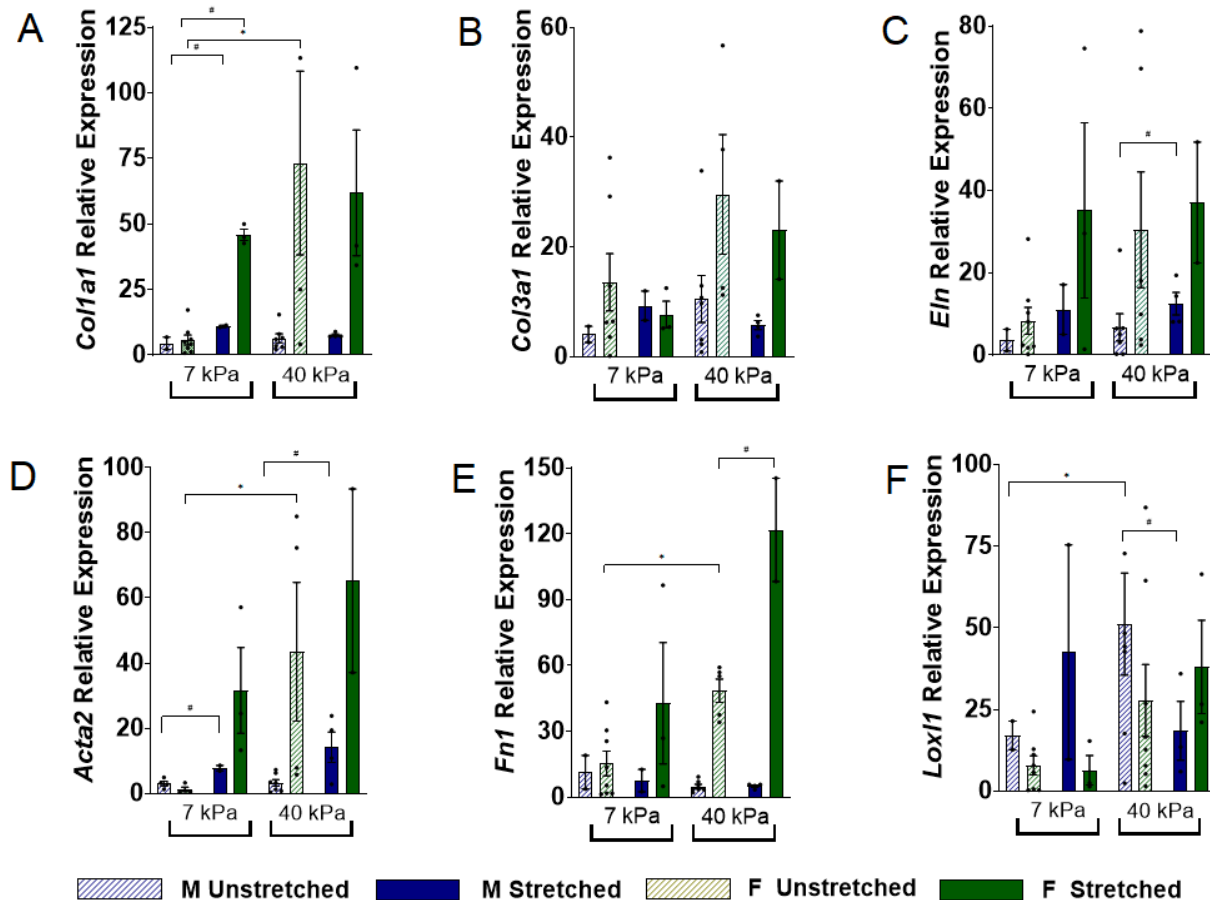 A
Col1a1 Relative Expression
125
100
75
50
25
0
#
#
*
7 kPa
40 kPa
B
Col3a1 Relative Expression
60
40
20
0
7 kPa
40 kPa
C
Eln Relative Expression
80
60
40
20
0
#
7 kPa
40 kPa
D
Acta2 Relative Expression
100
80
60
40
20
0
#
*
#
7 kPa
40 kPa
E
Fn1 Relative Expression
150
120
90
60
30
0
*
#
7 kPa
40 kPa
F
Loxl1 Relative Expression
100
75
50
25
0
*
#
7 kPa
40 kPa
M Unstretched M Stretched F Unstretched F Stretched